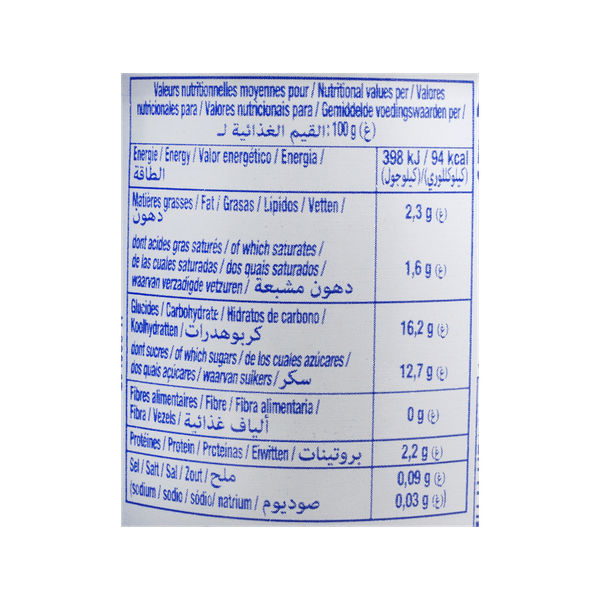 Valeurs nutritionnelles moyennes pour / Nutritional values per / Valores
nutricionales para / Valores nutricionais para / Gemiddelde voedingswaarden per /
القيم الغذائية لـ :100 g (غ)
Energie / Energy / Valor energético / Energia / 398 kJ / 94 kcal
الطاقة (كيلوكالوري)/(كيلوجول)
Matières grasses / Fat / Grasas / Lípidos / Vetten / 2,3 g (غ)
دهون
dont acides gras saturés / of which saturates /
de las cuales saturadas / dos quais saturados / 1,6 g (غ)
waarvan verzadigde vetzuren / دهون مشبعة
Glucides / Carbohydrate / Hidratos de carbono / 16,2 g (غ)
Koolhydratten / كربوهدرات
dont sucres / of which sugars / de los cuales azúcares / 12,7 g (غ)
dos quais açúcares / waarvan suikers / سكر
Fibres alimentaires / Fibre / Fibra alimentaria / 0 g (غ)
Fibra / Vezels / ألياف غذائية
Protéines / Protein / Proteínas / Eiwitten / بروتينات 2,2 g (غ)
Sel / Salt / Sal / Zout / ملح 0,09 g (غ)
(sodium / sodio / sódio / natrium / صوديوم 0,03 g (غ))